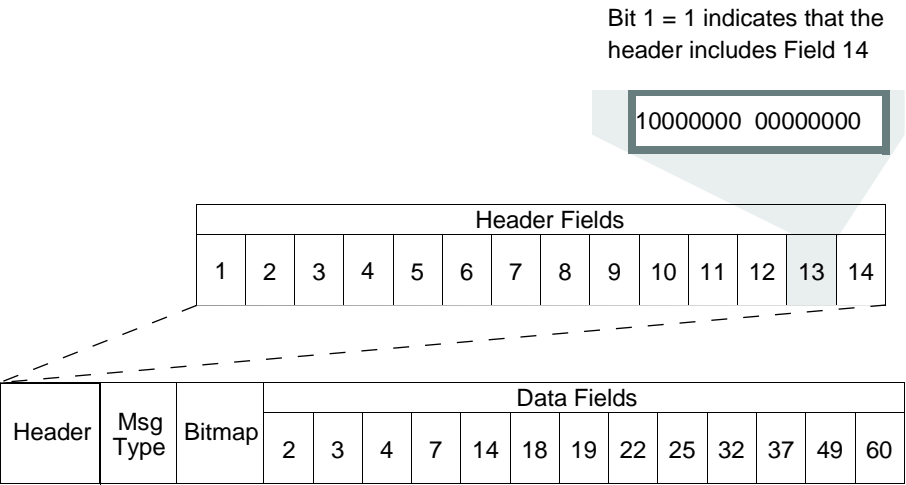 Bit 1 = 1 indicates that the
header includes Field 14
10000000 00000000
Header Fields
1 2 3 4 5 6 7 8 9 10 11 12 13 14
Header
Msg
Type
Bitmap
Data Fields
2 3 4 7 14 18 19 22 25 32 37 49 60